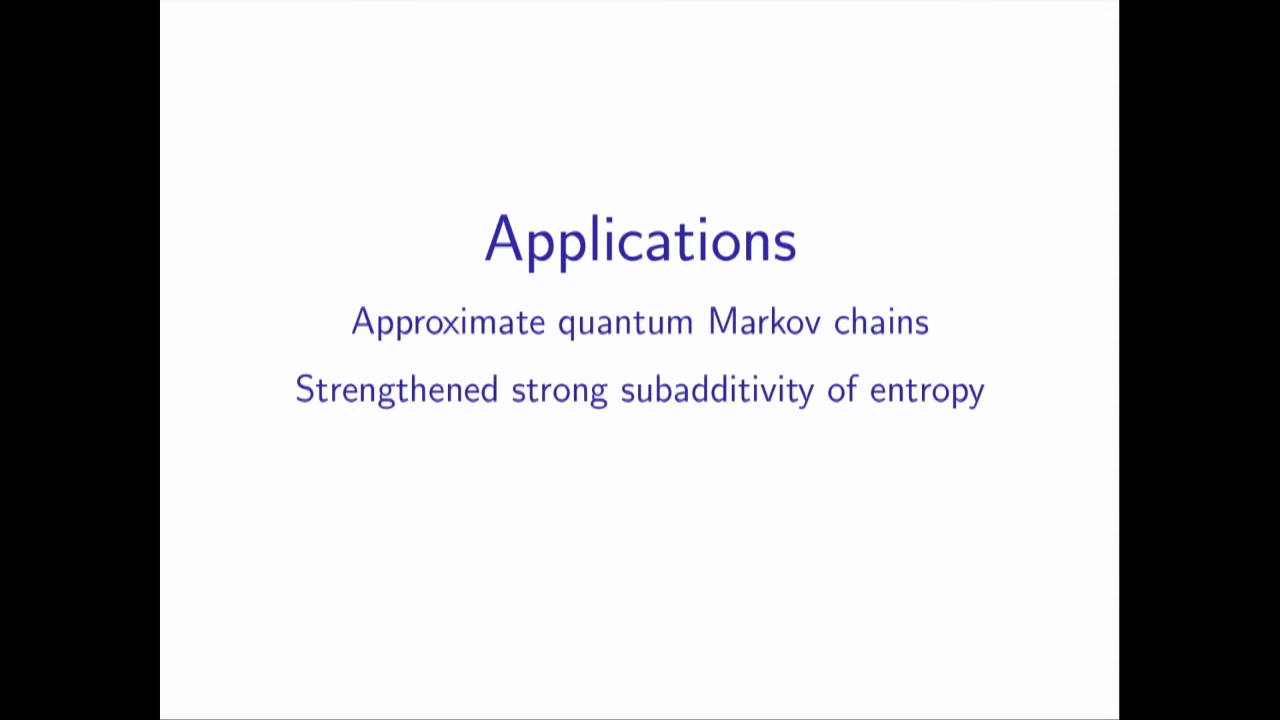 Applications
Approximate quantum Markov chains
Strengthened strong subadditivity of entropy